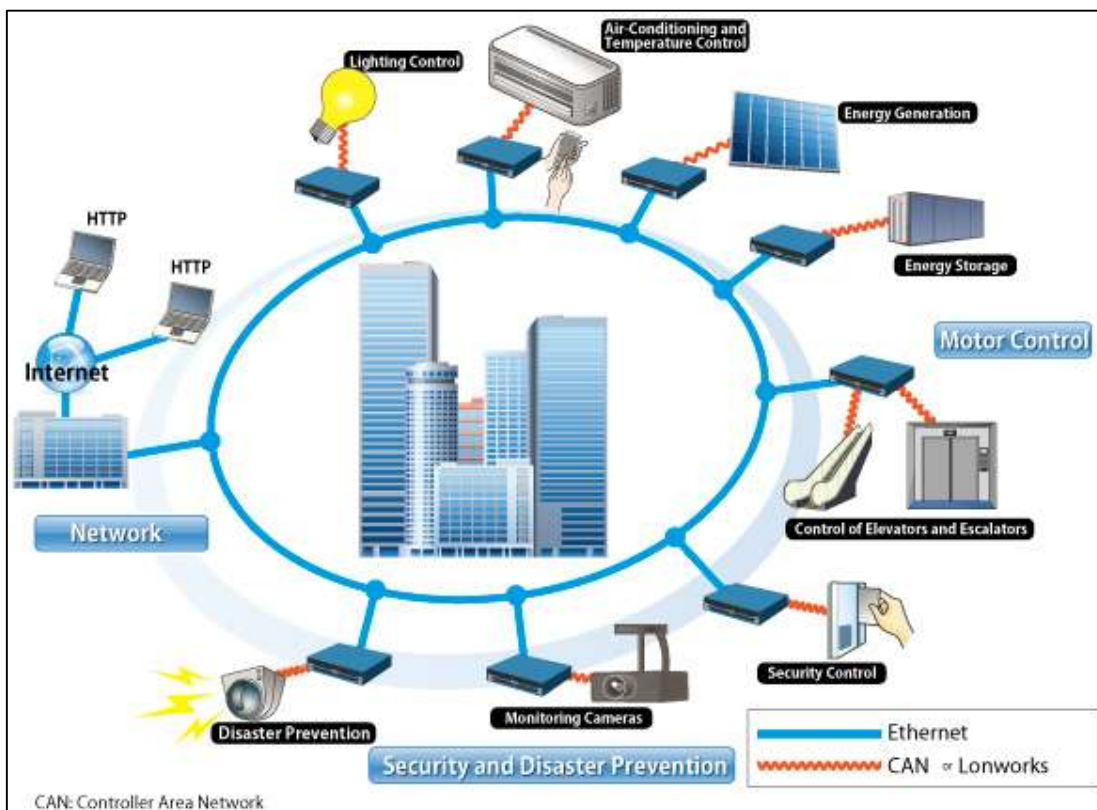 Air-Conditioning and
Temperature Control
Lighting Control
Energy Generation
HTTP
HTTP
Energy Storage
Internet
Motor Control
Network
Control of Elevators and Escalators
Security Control
Monitoring Cameras
Disaster Prevention
Security and Disaster Prevention
Ethernet
CAN or Lonworks
CAN: Controller Area Network